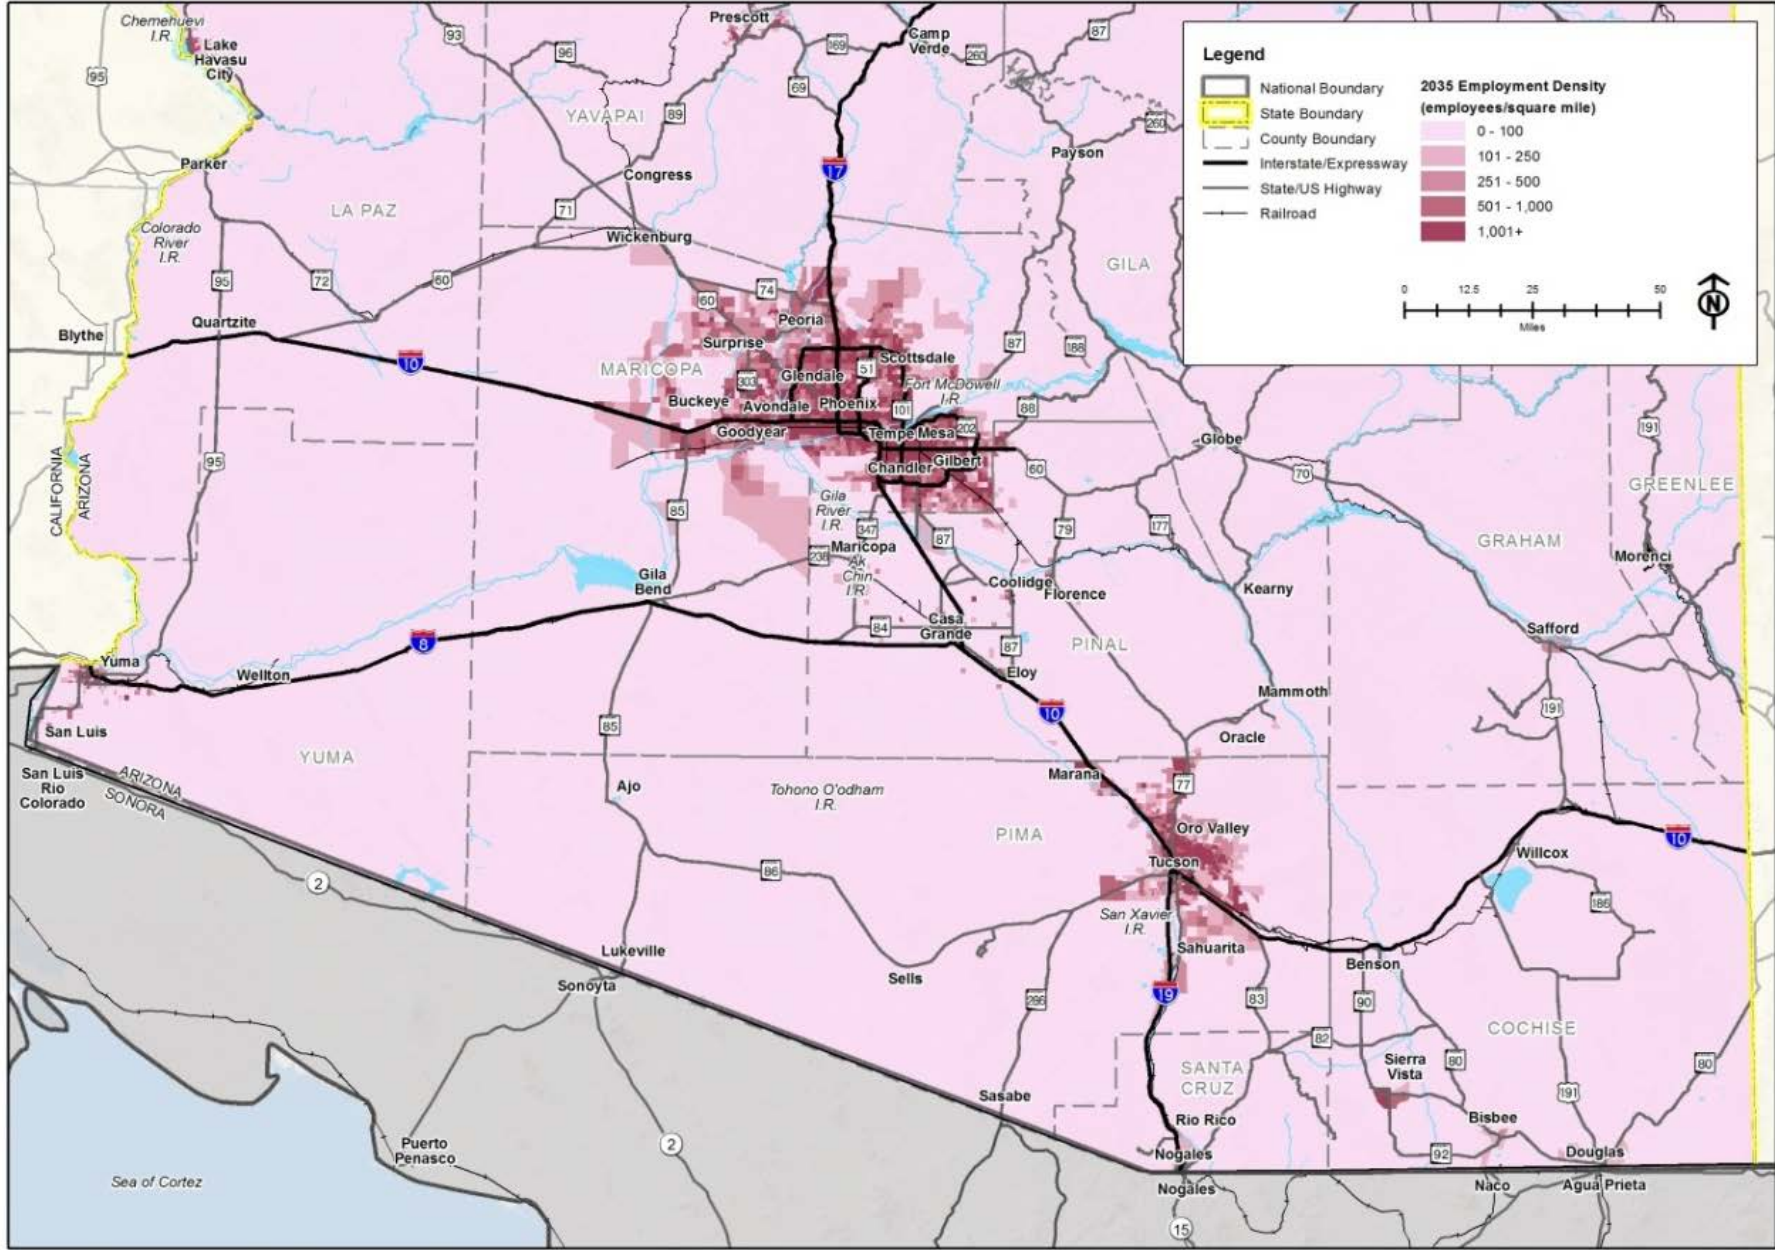 Chemehuevi
I.R.
Lake
Havasu
City
95
93
96
Prescott
169
Camp
Verde
260
87
69
89
YAVAPAI
260
Payson
17
Parker
Congress
LA PAZ
71
Colorado
River
I.R.
Wickenburg
GILA
95
72
60
60
74
Blythe
Quartzite
Peoria
Surprise
87
188
10
MARICOPA
Scottsdale
51
Glendale
303
Fort McDowell
I.R.
Buckeye
Avondale
Phoenix
101
88
Goodyear
Tempe
Mesa
202
Globe
191
CALIFORNIA
ARIZONA
95
Chandler
Gilbert
60
70
GREENLEE
85
Gila
River
I.R.
347
87
79
177
GRAHAM
238
Maricopa
Ak
Chin
I.R.
Morenci
Gila
Bend
Coolidge
Florence
Kearny
8
84
Casa
Grande
87
PINAL
Safford
Yuma
Wellton
Eloy
Mammoth
10
191
San Luis
85
YUMA
Oracle
San Luis
Rio
Colorado
ARIZONA
SONORA
Ajo
Tohono O'odham
I.R.
Marana
77
PIMA
Oro Valley
10
Tucson
Willcox
2
86
186
San Xavier
I.R.
Sahuarita
Lukeville
Sells
Benson
Sonoyta
286
19
83
90
COCHISE
82
Sierra
Vista
80
80
SANTA
CRUZ
191
Sasabe
Rio Rico
Bisbee
Puerto
Penasco
2
Nogales
92
Douglas
Sea of Cortez
Nogales
Naco
Agua Prieta
15
Legend
National Boundary
State Boundary
County Boundary
Interstate/Expressway
State/US Highway
Railroad
2035 Employment Density
(employees/square mile)
0 - 100
101 - 250
251 - 500
501 - 1,000
1,001+
0 12.5 25 50
Miles
N